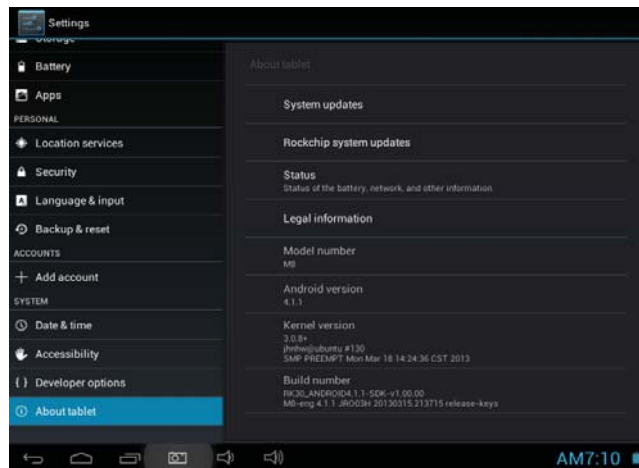 Settings
Storage
Battery
Apps
PERSONAL
Location services
Security
Language & input
Backup & reset
ACCOUNTS
Add account
SYSTEM
Date & time
Accessibility
Developer options
About tablet
About tablet
System updates
Rockchip system updates
Status
Status of the battery, network, and other information
Legal information
Model number
M8
Android version
4.1.1
Kernel version
3.0.8+
jhnhw@ubuntu #130
SMP PREEMPT Mon Mar 18 14:24:36 CST 2013
Build number
RK30_ANDROID4.1.1-SDK-v1.00.00
M8-eng 4.1.1 JRO03H 20130315.213715 release-keys
AM7:10